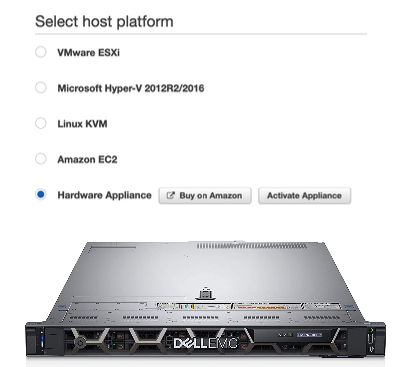 Select host platform
VMware ESXi
Microsoft Hyper-V 2012R2/2016
Linux KVM
Amazon EC2
Hardware Appliance Buy on Amazon Activate Appliance
DELLEMC